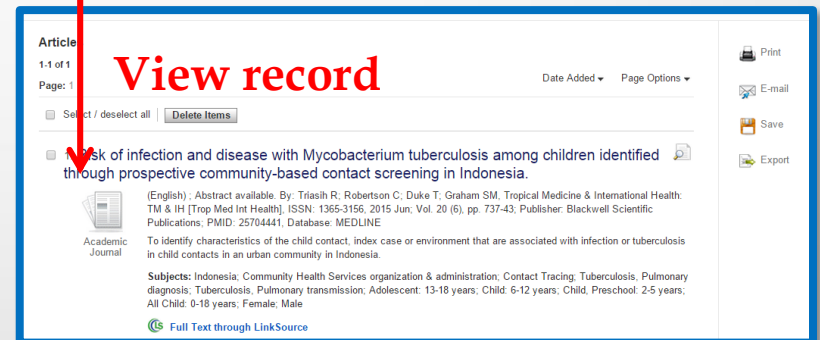 Article
1-1 of 1
Page: 1
View record
Date Added Page Options
Select / deselect all Delete Items
Risk of infection and disease with Mycobacterium tuberculosis among children identified
through prospective community-based contact screening in Indonesia.
(English) ; Abstract available. By: Triasih R; Robertson C; Duke T; Graham SM, Tropical Medicine & International Health:
TM & IH [Trop Med Int Health], ISSN: 1365-3156, 2015 Jun; Vol. 20 (6), pp. 737-43; Publisher: Blackwell Scientific
Publications; PMID: 25704441, Database: MEDLINE
Academic
Journal
To identify characteristics of the child contact, index case or environment that are associated with infection or tuberculosis
in child contacts in an urban community in Indonesia.
Subjects: Indonesia; Community Health Services organization & administration; Contact Tracing; Tuberculosis, Pulmonary
diagnosis; Tuberculosis, Pulmonary transmission; Adolescent: 13-18 years; Child: 6-12 years; Child, Preschool: 2-5 years;
All Child: 0-18 years; Female; Male
Full Text through LinkSource
Print
E-mail
Save
Export